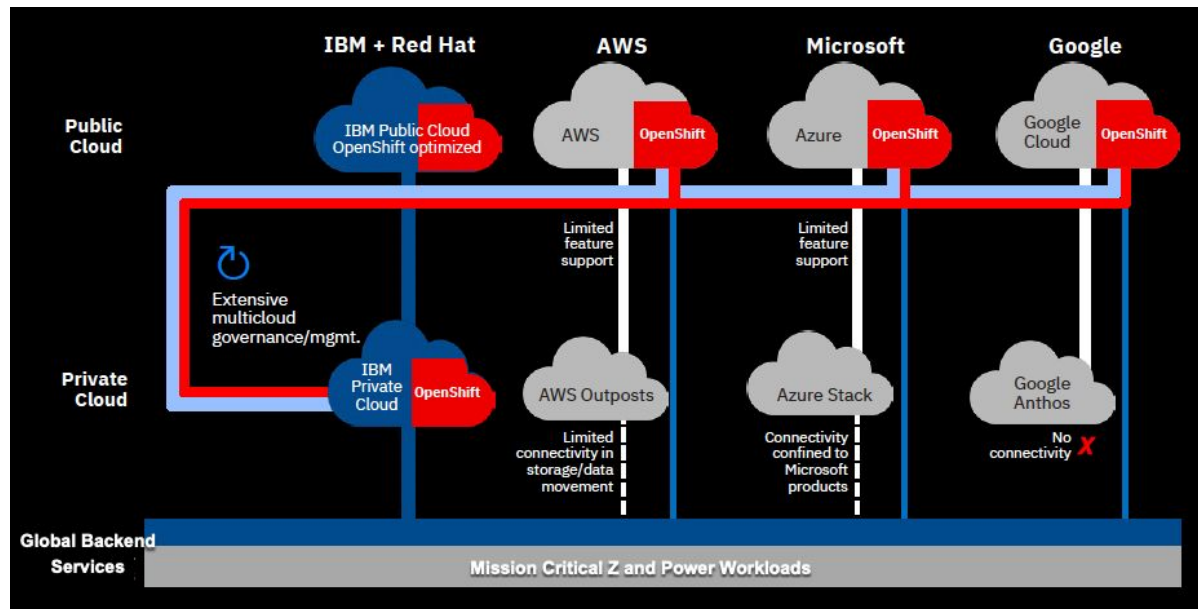 IBM + Red Hat
AWS
Microsoft
Google
Public
Cloud
IBM Public Cloud
OpenShift optimized
AWS
OpenShift
Azure
OpenShift
Google
Cloud
OpenShift
Limited
feature
support
Limited
feature
support
Extensive
multicloud
governance/mgmt.
Private
Cloud
IBM
Private
Cloud
OpenShift
AWS Outposts
Azure Stack
Google
Anthos
Limited
connectivity in
storage/data
movement
Connectivity
confined to
Microsoft
products
No
connectivity X
Global Backend
Services
Mission Critical Z and Power Workloads